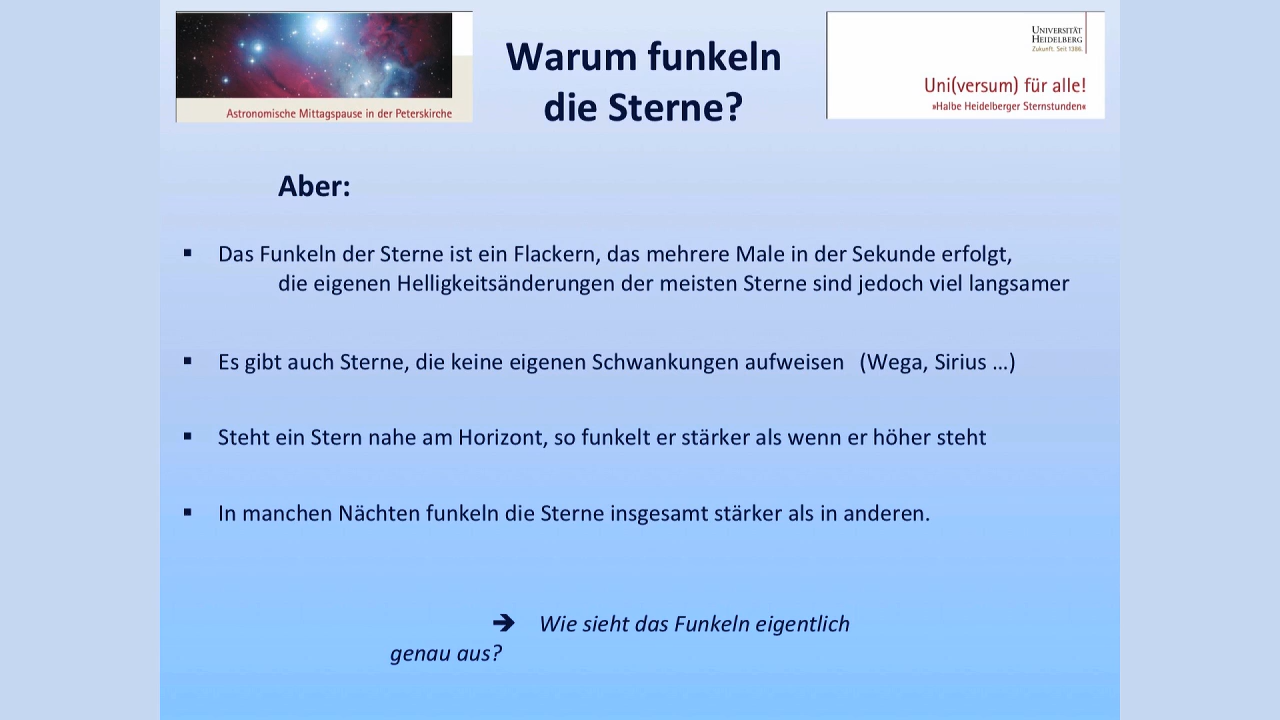 Astronomische Mittagspause in der Peterskirche
Warum funkeln
die Sterne?
UNIVERSITÄT
HEIDELBERG
Zukunft. Seit 1386.
Uni(versum) für alle!
»Halbe Heidelberger Sternstunden«
Aber:
▪ Das Funkeln der Sterne ist ein Flackern, das mehrere Male in der Sekunde erfolgt,
die eigenen Helligkeitsänderungen der meisten Sterne sind jedoch viel langsamer
▪ Es gibt auch Sterne, die keine eigenen Schwankungen aufweisen (Wega, Sirius ...)
▪ Steht ein Stern nahe am Horizont, so funkelt er stärker als wenn er höher steht
▪ In manchen Nächten funkeln die Sterne insgesamt stärker als in anderen.
➔ Wie sieht das Funkeln eigentlich
genau aus?